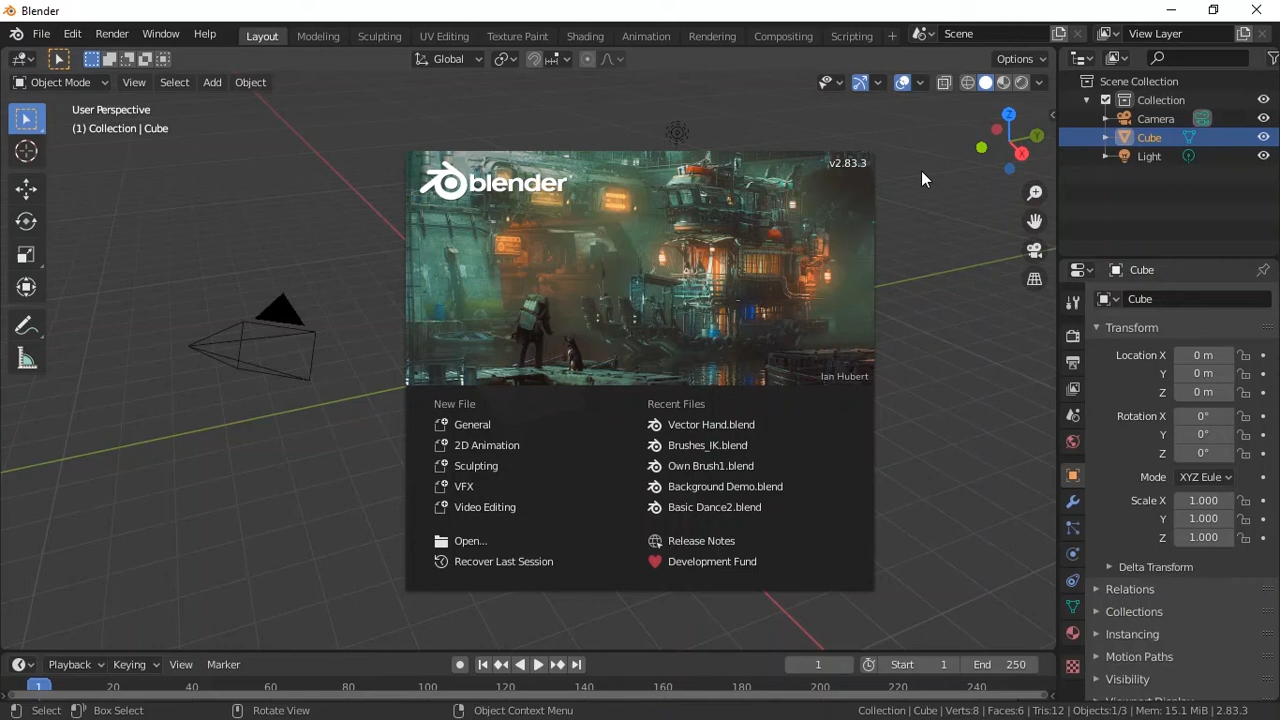 Blender
File Edit Render Window Help Layout Modeling Sculpting UV Editing Texture Paint Shading Animation Rendering Compositing Scripting + Scene View Layer
Global Options
Object Mode View Select Add Object
User Perspective
(1) Collection | Cube
Z
Y
X
Scene Collection
Collection
Camera
Cube
Light
blender
v2.83.3
Ian Hubert
New File
General
2D Animation
Sculpting
VFX
Video Editing
Open...
Recover Last Session
Recent Files
Vector Hand.blend
Brushes_IK.blend
Own Brush1.blend
Background Demo.blend
Basic Dance2.blend
Release Notes
Development Fund
Cube
Cube
Transform
Location X 0 m
Y 0 m
Z 0 m
Rotation X 0°
Y 0°
Z 0°
Mode XYZ Eule
Scale X 1.000
Y 1.000
Z 1.000
Delta Transform
Relations
Collections
Instancing
Motion Paths
Visibility
Playback Keying View Marker 1 Start 1 End 250
1 20 40 60 80 100 120 140 160 180 200 220 240
Select Box Select Rotate View Object Context Menu Collection | Cube | Verts:8 | Faces:6 | Tris:12 | Objects:1/3 | Mem: 15.1 MiB | 2.83.3